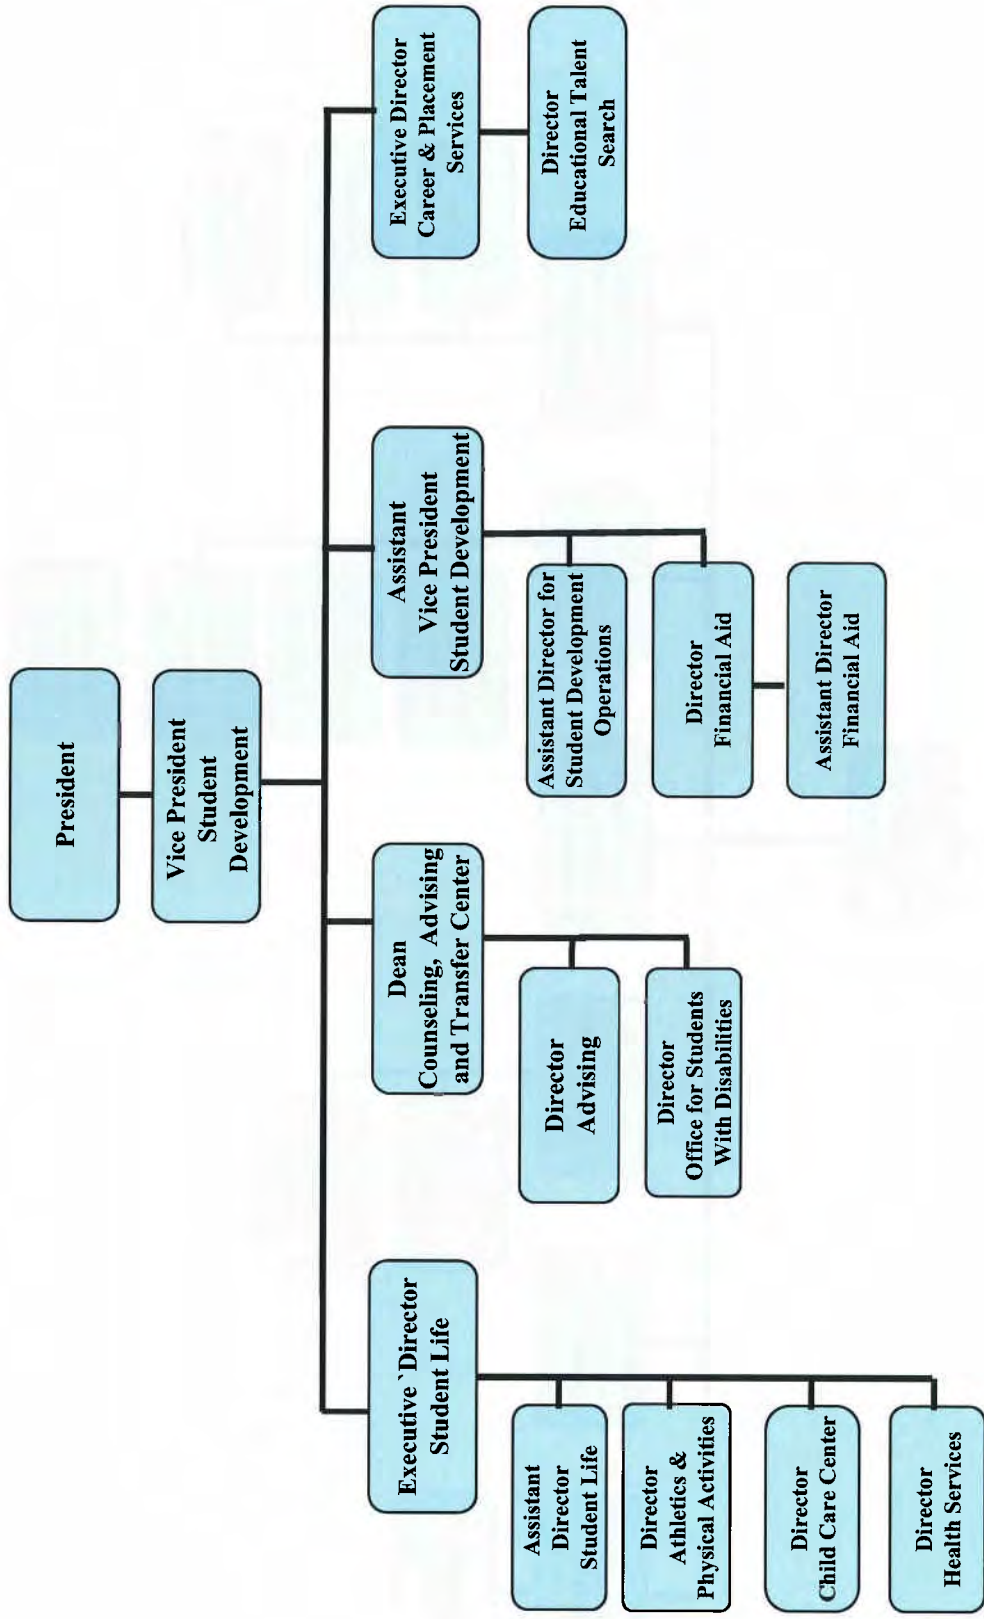 President
Vice President
Student
Development
Executive `Director
Student Life
Assistant
Director
Student Life
Director
Athletics &
Physical Activities
Director
Child Care Center
Director
Health Services
Dean
Counseling, Advising
and Transfer Center
Director
Advising
Director
Office for Students
With Disabilities
Assistant
Vice President
Student Development
Assistant Director for
Student Development
Operations
Director
Financial Aid
Assistant Director
Financial Aid
Executive Director
Career & Placement
Services
Director
Educational Talent
Search